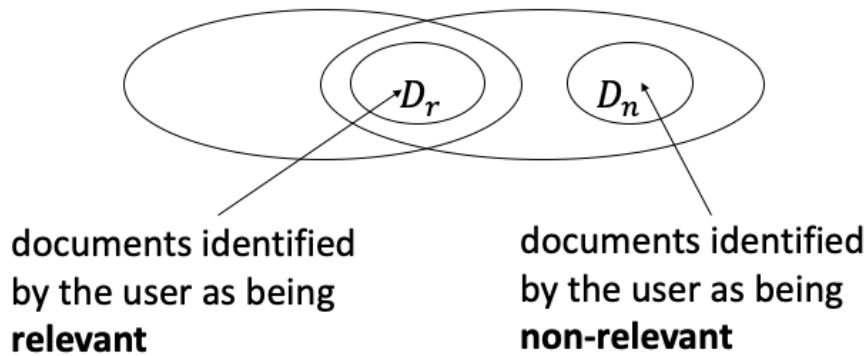 D_r
D_n
documents identified
by the user as being
relevant
documents identified
by the user as being
non-relevant